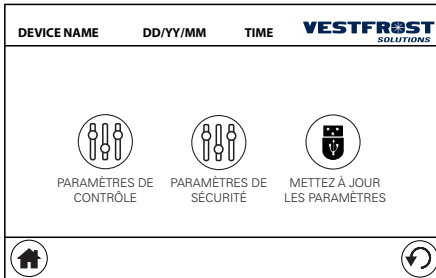 DEVICE NAME DD/YY/MM TIME VESTFROST
SOLUTIONS
PARAMÈTRES DE CONTRÔLE
PARAMÈTRES DE SÉCURITÉ
METTEZ À JOUR LES PARAMÈTRES